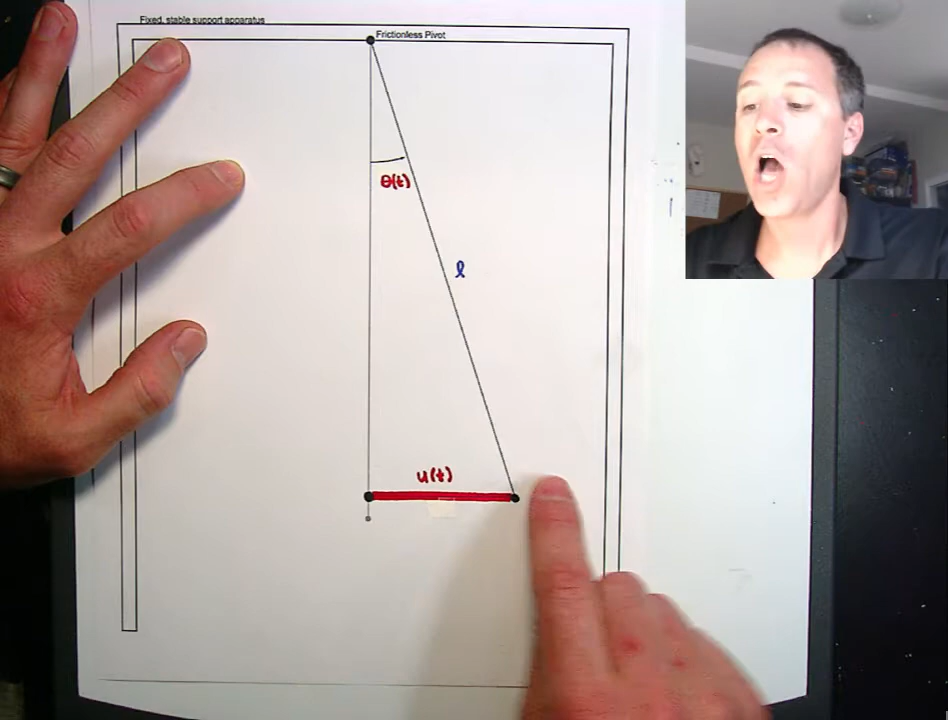 Fixed, stable support apparatus
Frictionless Pivot
θ(t)
ℓ
u(t)